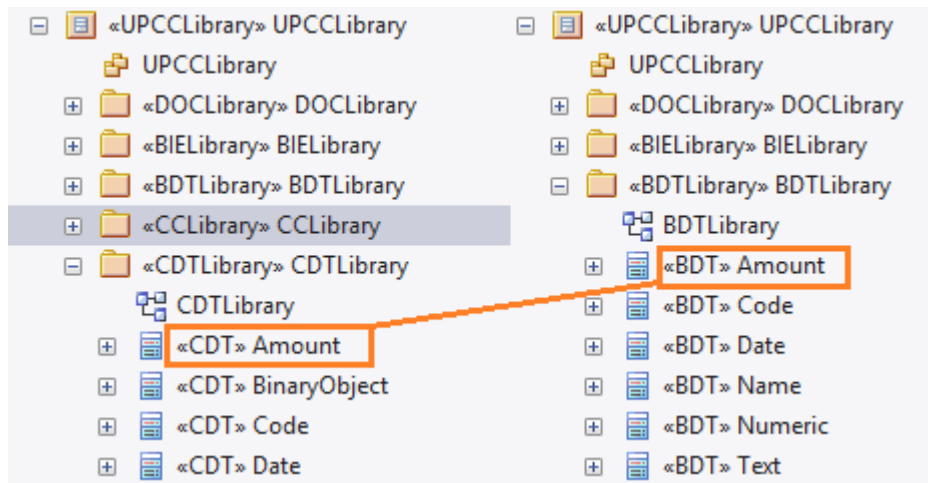 «UPCCLibrary» UPCCLibrary
UPCCLibrary
«DOCLibrary» DOCLibrary
«BIELibrary» BIELibrary
«BDTLibrary» BDTLibrary
«CCLibrary» CCLibrary
«CDTLibrary» CDTLibrary
CDTLibrary
«CDT» Amount
«CDT» BinaryObject
«CDT» Code
«CDT» Date
«UPCCLibrary» UPCCLibrary
UPCCLibrary
«DOCLibrary» DOCLibrary
«BIELibrary» BIELibrary
«BDTLibrary» BDTLibrary
BDTLibrary
«BDT» Amount
«BDT» Code
«BDT» Date
«BDT» Name
«BDT» Numeric
«BDT» Text